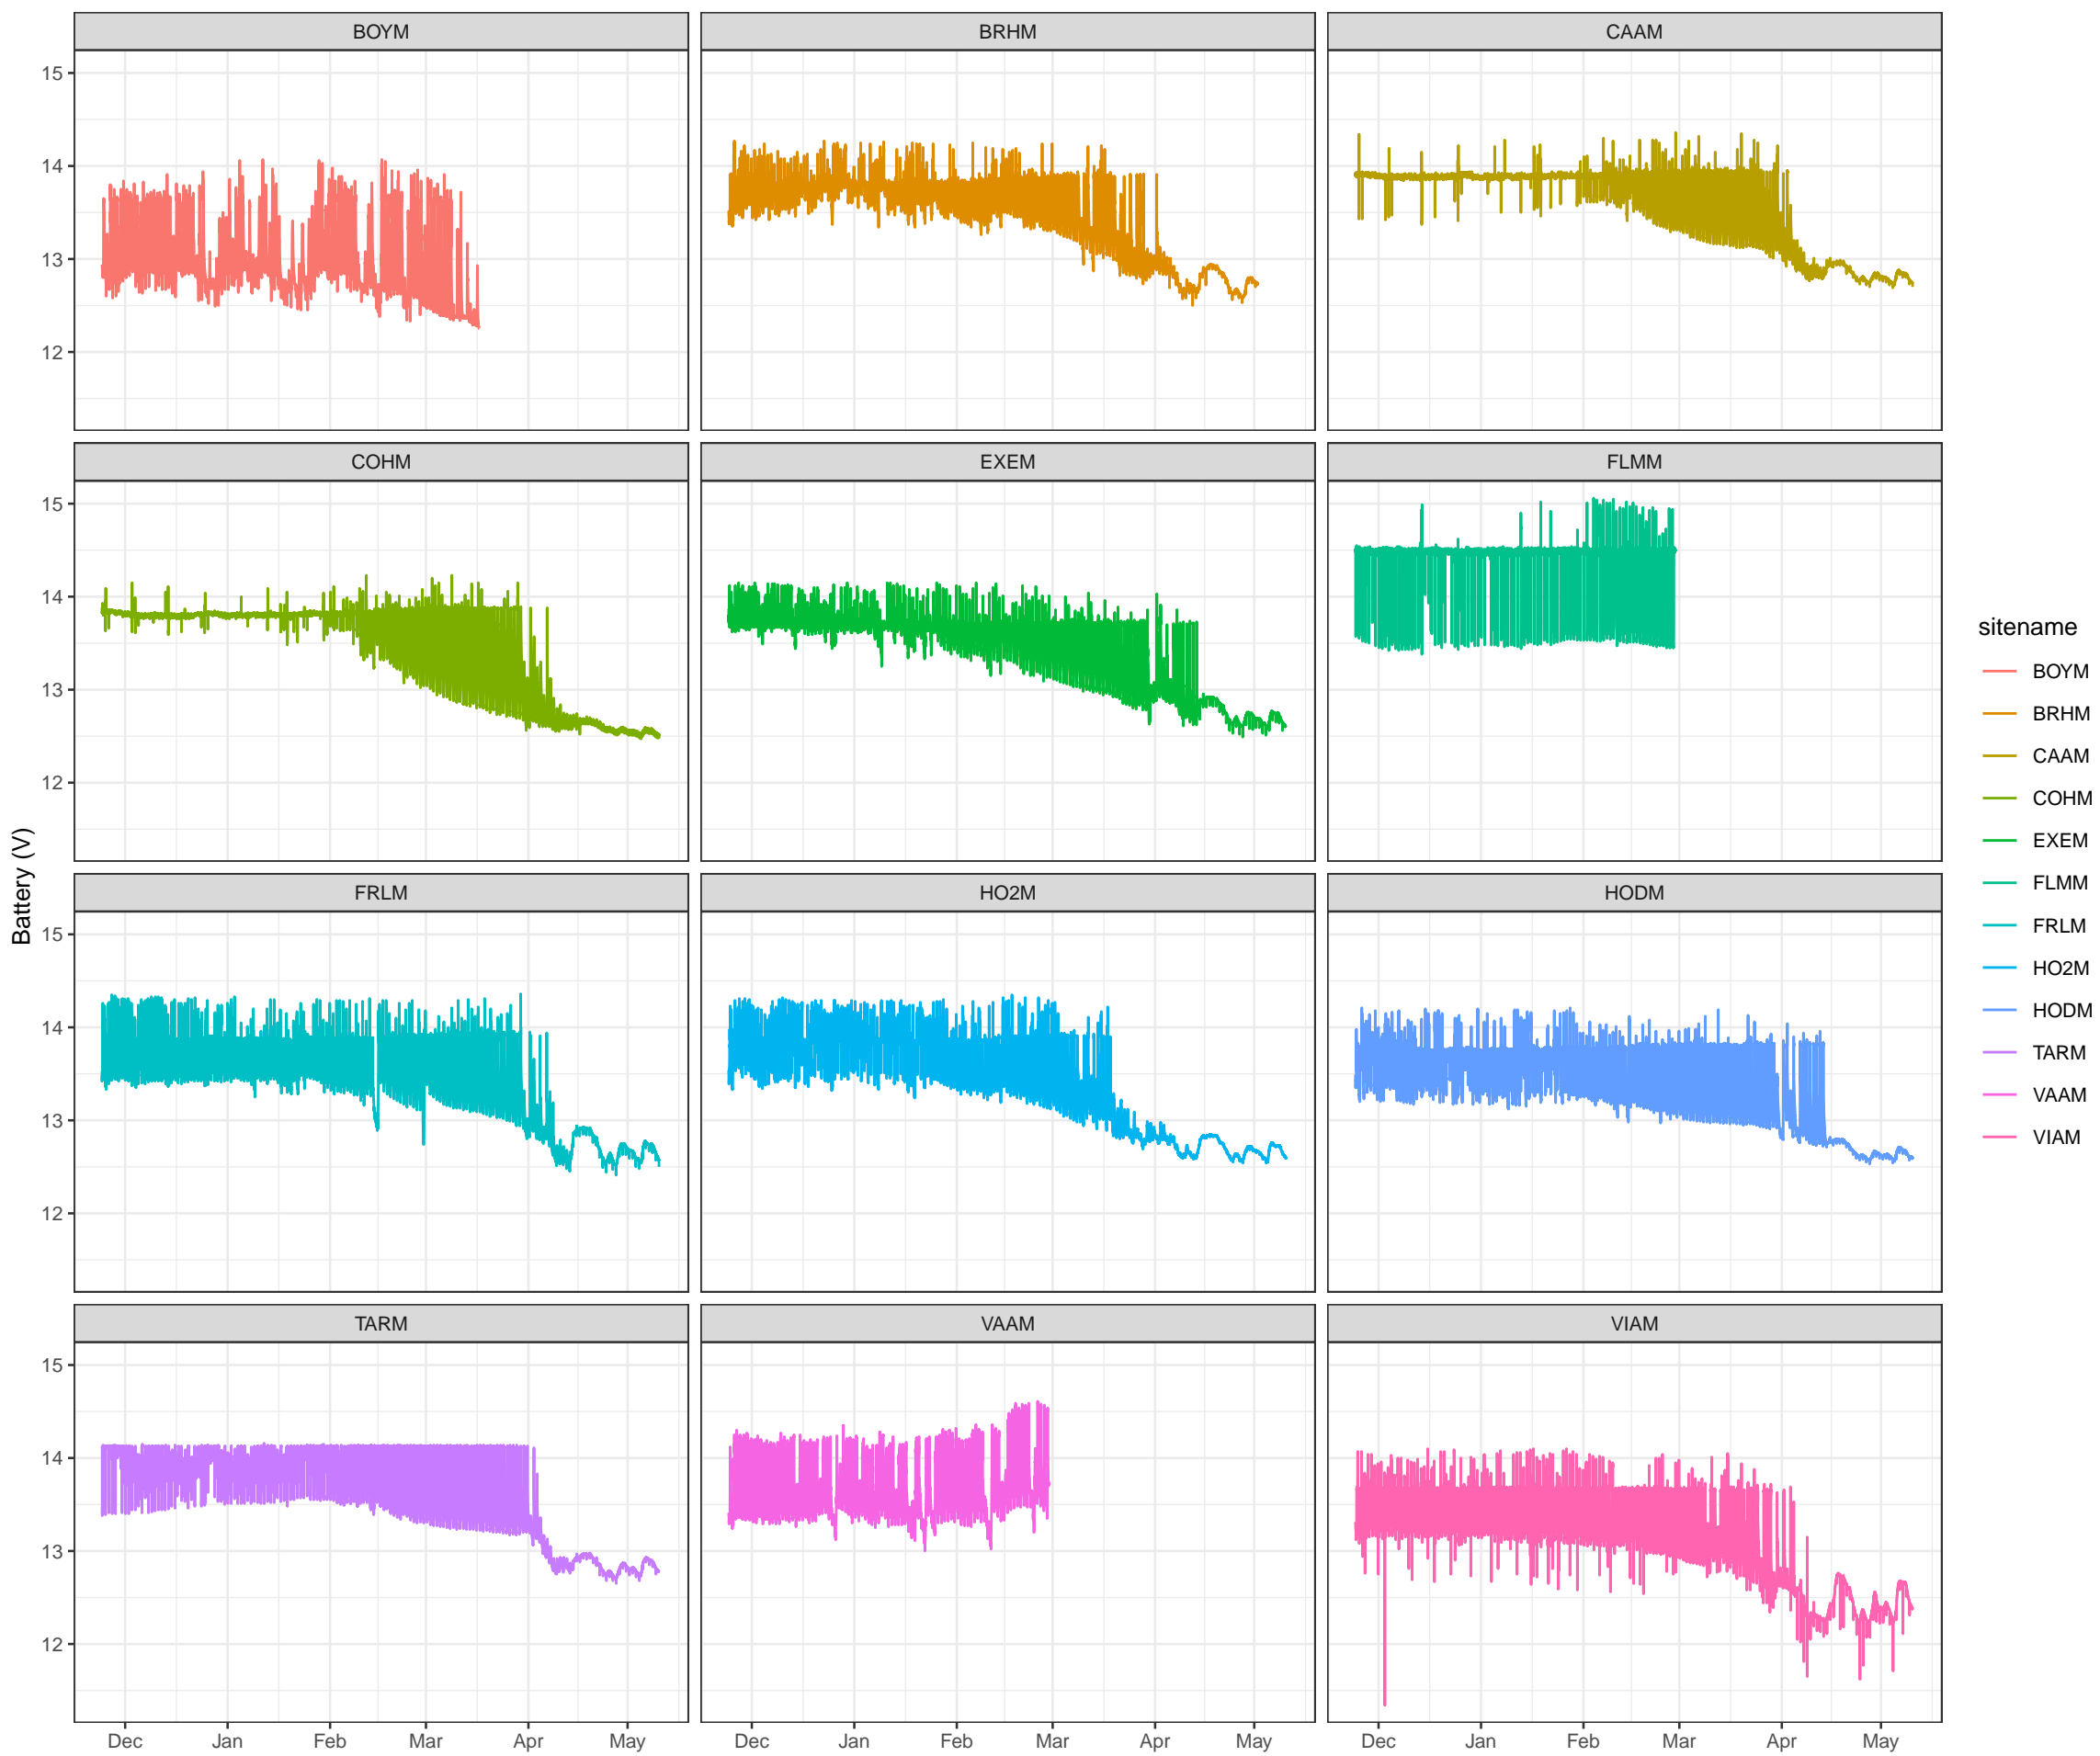 BOYM
BRHM
CAAM
15
14
13
12
COHM
EXEM
FLMM
15
14
13
12
FRLM
HO2M
HODM
15
14
13
12
TARM
VAAM
VIAM
15
14
13
12
Dec Jan Feb Mar Apr May
Dec Jan Feb Mar Apr May
Dec Jan Feb Mar Apr May
Battery (V)
sitename
BOYM
BRHM
CAAM
COHM
EXEM
FLMM
FRLM
HO2M
HODM
TARM
VAAM
VIAM